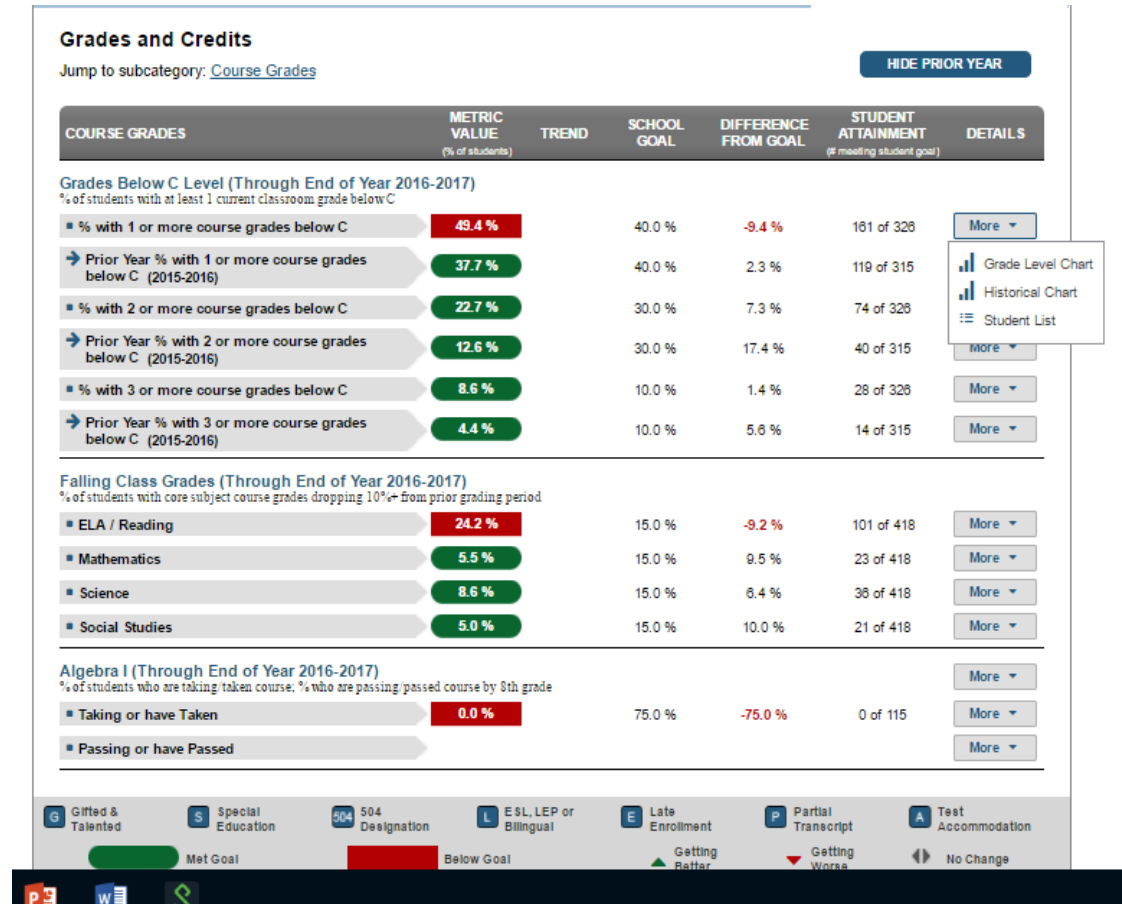 Grades and Credits
Jump to subcategory: Course Grades
HIDE PRIOR YEAR
COURSE GRADES METRIC VALUE (% of students) TREND SCHOOL GOAL DIFFERENCE FROM GOAL STUDENT ATTAINMENT (# meeting student goal) DETAILS
Grades Below C Level (Through End of Year 2016-2017)
% of students with at least 1 current classroom grade below C
% with 1 or more course grades below C 49.4 % 40.0 % -9.4 % 161 of 326 More
Prior Year % with 1 or more course grades
below C (2015-2016) 37.7 % 40.0 % 2.3 % 119 of 315
Grade Level Chart
Historical Chart
Student List
% with 2 or more course grades below C 22.7 % 30.0 % 7.3 % 74 of 326
Prior Year % with 2 or more course grades
below C (2015-2016) 12.6 % 30.0 % 17.4 % 40 of 315 More
% with 3 or more course grades below C 8.6 % 10.0 % 1.4 % 28 of 326 More
Prior Year % with 3 or more course grades
below C (2015-2016) 4.4 % 10.0 % 5.6 % 14 of 315 More
Falling Class Grades (Through End of Year 2016-2017)
% of students with core subject course grades dropping 10%+ from prior grading period
ELA / Reading 24.2 % 15.0 % -9.2 % 101 of 418 More
Mathematics 5.5 % 15.0 % 9.5 % 23 of 418 More
Science 8.6 % 15.0 % 6.4 % 36 of 418 More
Social Studies 5.0 % 15.0 % 10.0 % 21 of 418 More
Algebra I (Through End of Year 2016-2017) More
% of students who are taking/taken course; % who are passing/passed course by 8th grade
Taking or have Taken 0.0 % 75.0 % -75.0 % 0 of 115 More
Passing or have Passed More
G Gifted & Talented S Special Education 504 504 Designation L ESL, LEP or Bilingual E Late Enrollment P Partial Transcript A Test Accommodation
Met Goal Below Goal Getting Better Getting Worse No Change
P W